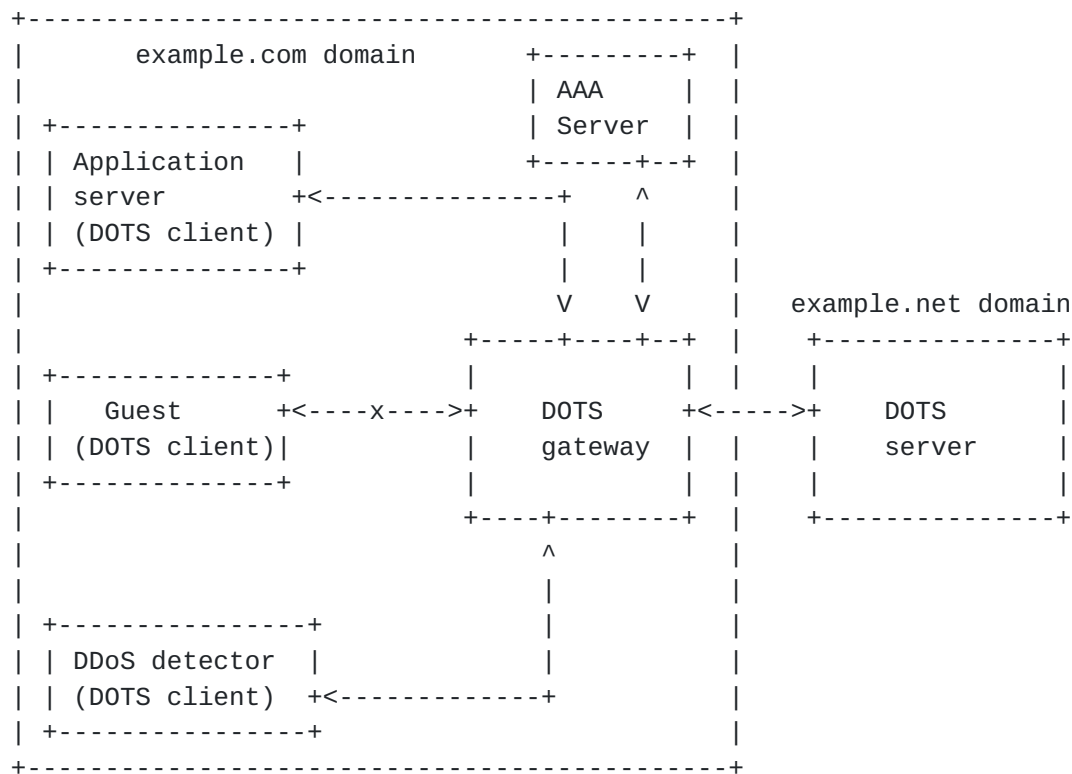 example.com domain
AAA
Server
Application
server
(DOTS client)
example.net domain
Guest
(DOTS client)
x
DOTS
gateway
DOTS
server
DDoS detector
(DOTS client)